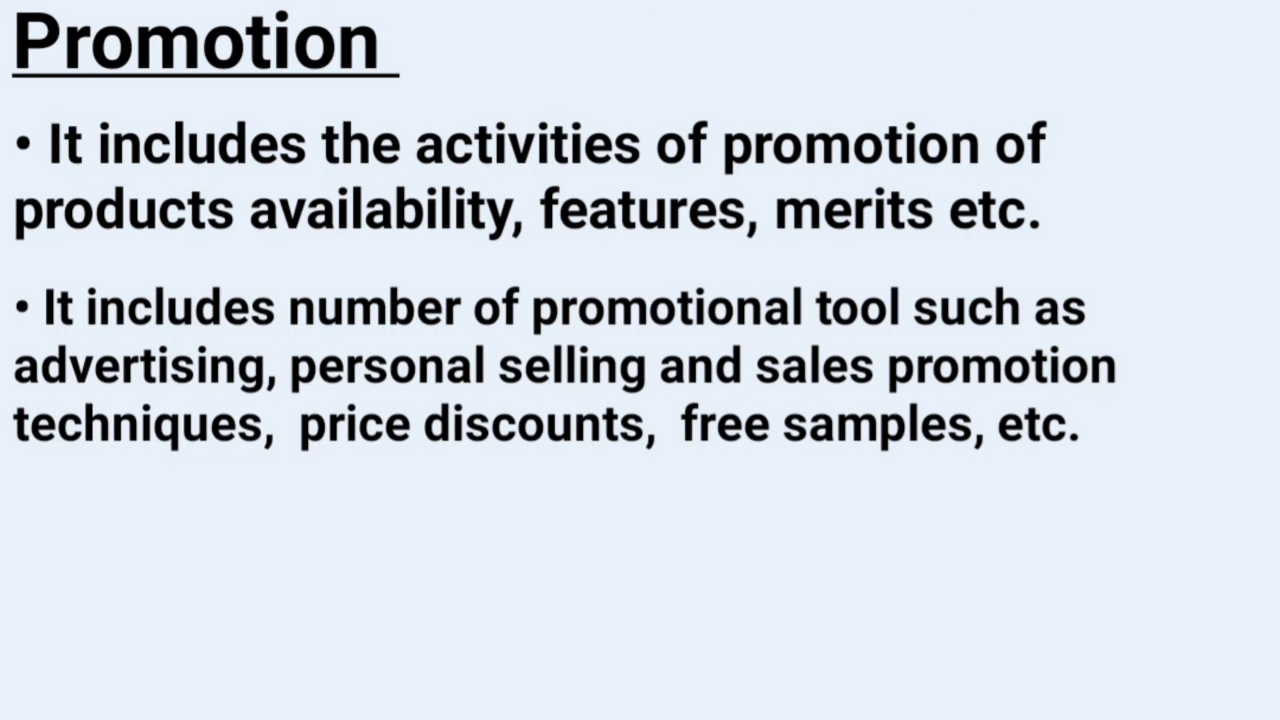 Promotion
• It includes the activities of promotion of
products availability, features, merits etc.
• It includes number of promotional tool such as
advertising, personal selling and sales promotion
techniques,  price discounts,  free samples, etc.